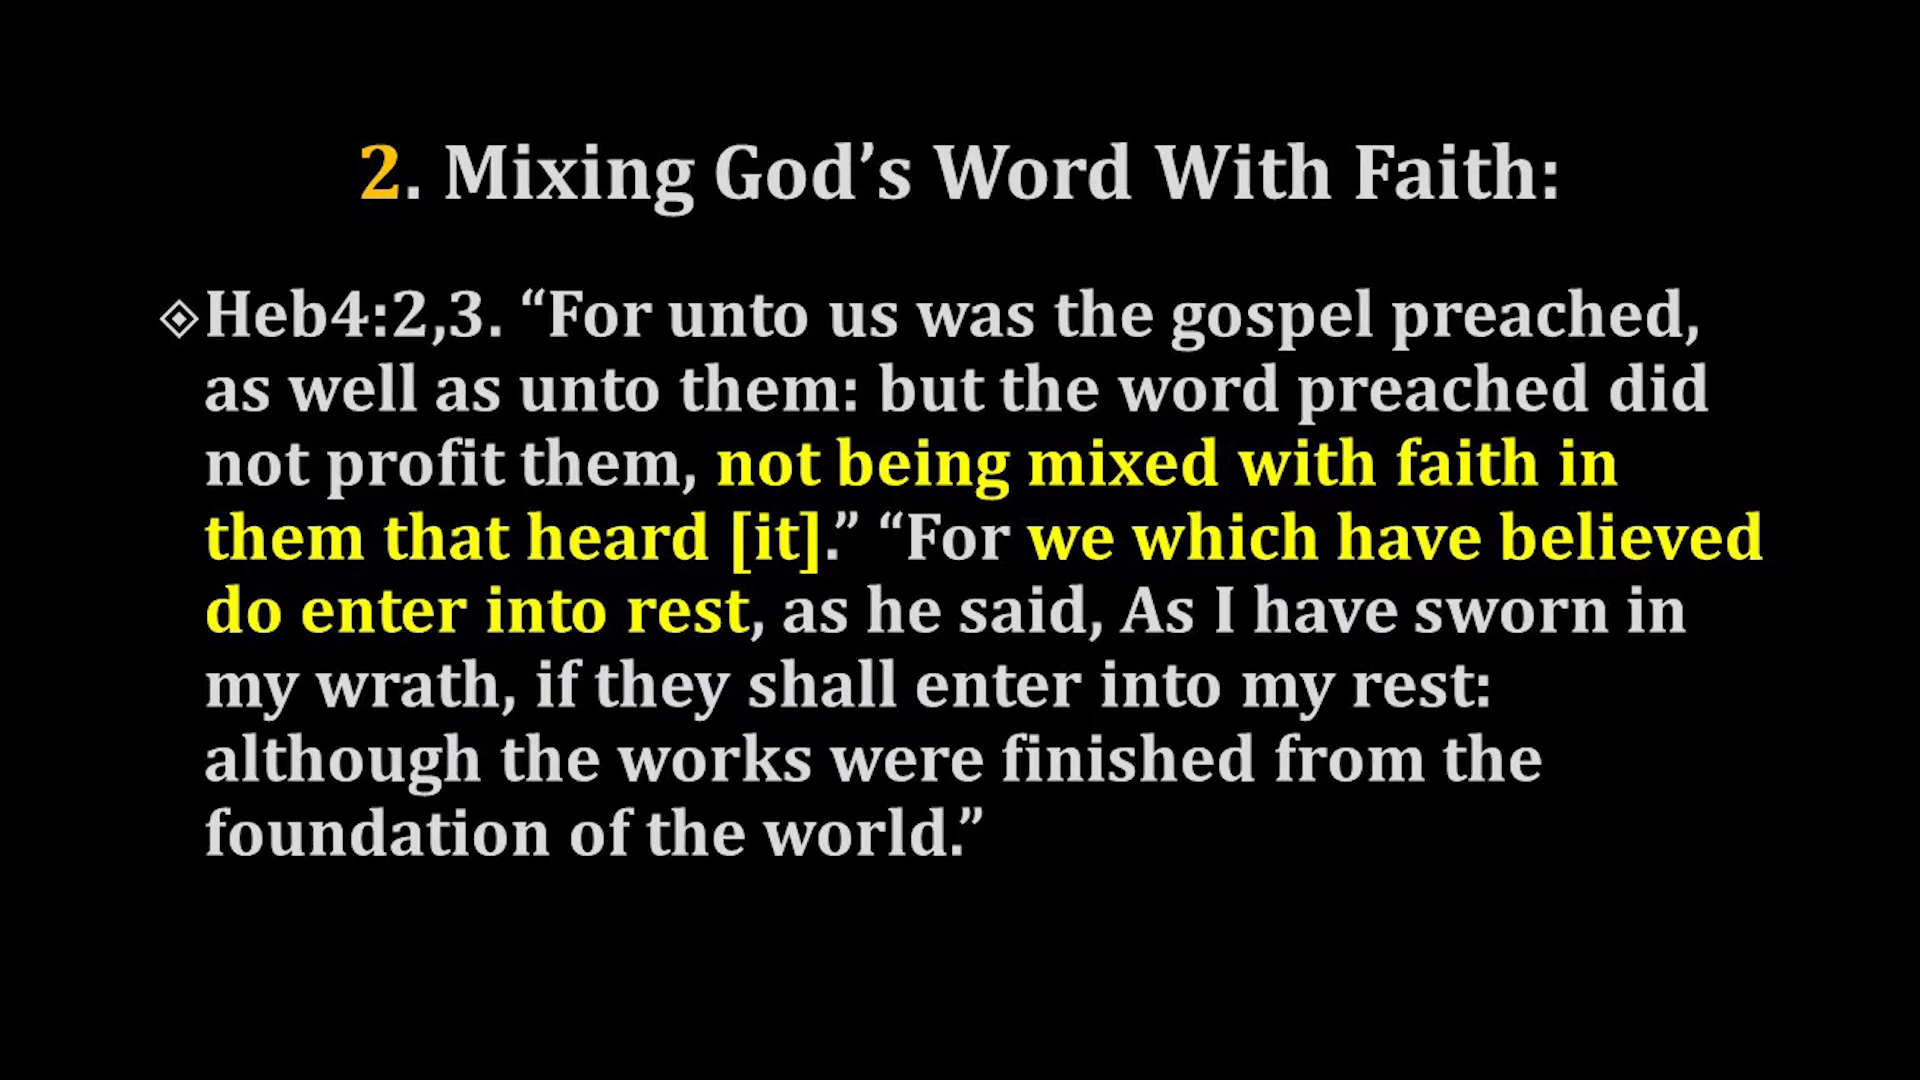 2. Mixing God’s Word With Faith:
Heb4:2,3. “For unto us was the gospel preached,
as well as unto them: but the word preached did
not profit them, not being mixed with faith in
them that heard [it].” “For we which have believed
do enter into rest, as he said, As I have sworn in
my wrath, if they shall enter into my rest:
although the works were finished from the
foundation of the world.”